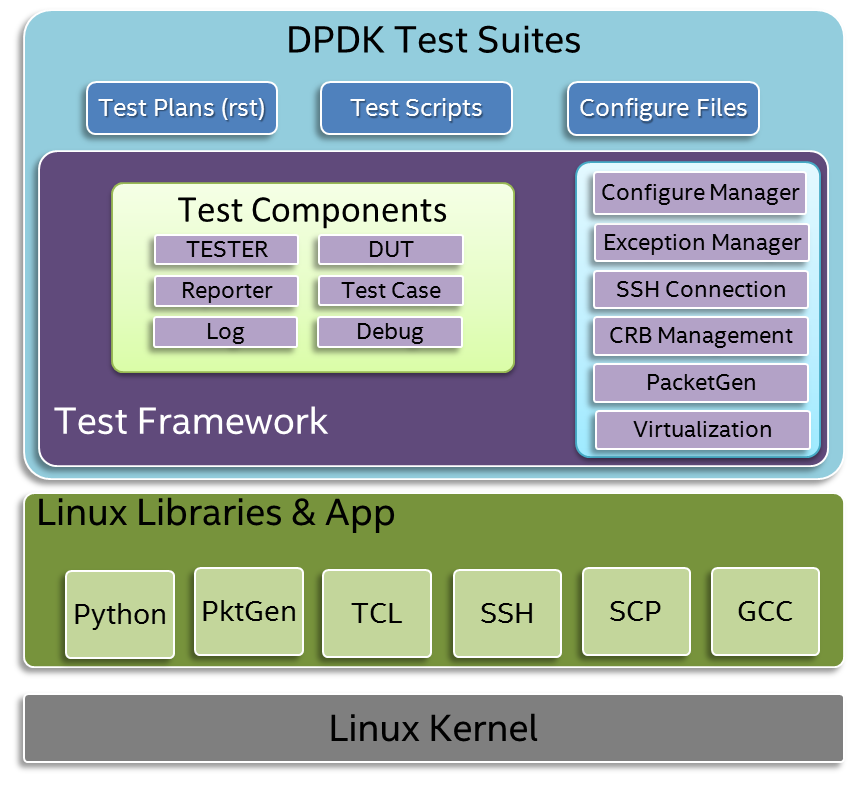 DPDK Test Suites
Test Plans (rst)
Test Scripts
Configure Files
Test Components
TESTER
DUT
Reporter
Test Case
Log
Debug
Test Framework
Configure Manager
Exception Manager
SSH Connection
CRB Management
PacketGen
Virtualization
Linux Libraries & App
Python
PktGen
TCL
SSH
SCP
GCC
Linux Kernel